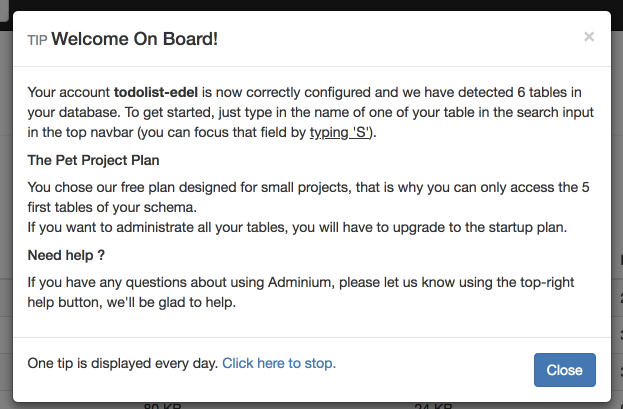 TIP Welcome On Board!
×
Your account todolist-edel is now correctly configured and we have detected 6 tables in
your database. To get started, just type in the name of one of your table in the search input
in the top navbar (you can focus that field by typing 'S').
The Pet Project Plan
You chose our free plan designed for small projects, that is why you can only access the 5
first tables of your schema.
If you want to administrate all your tables, you will have to upgrade to the startup plan.
Need help ?
If you have any questions about using Adminium, please let us know using the top-right
help button, we'll be glad to help.
One tip is displayed every day. Click here to stop.
Close